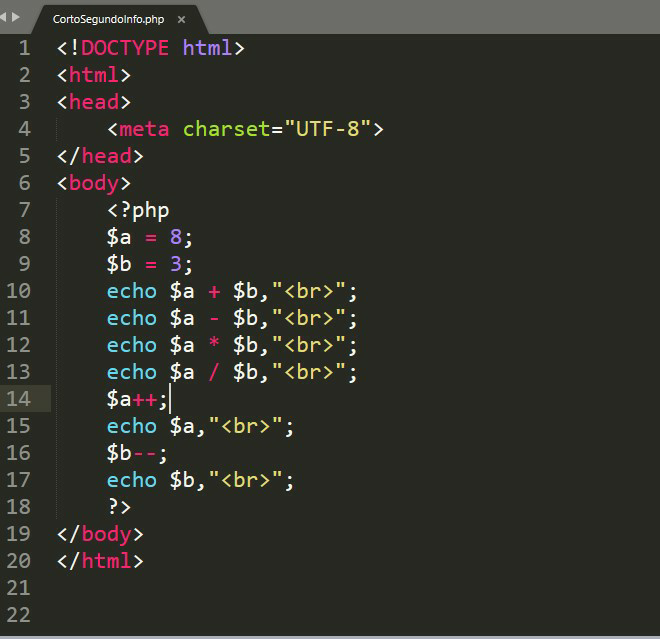 CortoSegundoInfo.php ×
1 <!DOCTYPE html>
2 <html>
3 <head>
4     <meta charset="UTF-8">
5 </head>
6 <body>
7     <?php
8     $a = 8;
9     $b = 3;
10     echo $a + $b,"<br>";
11     echo $a - $b,"<br>";
12     echo $a * $b,"<br>";
13     echo $a / $b,"<br>";
14     $a++;
15     echo $a,"<br>";
16     $b--;
17     echo $b,"<br>";
18     ?>
19 </body>
20 </html>
21
22